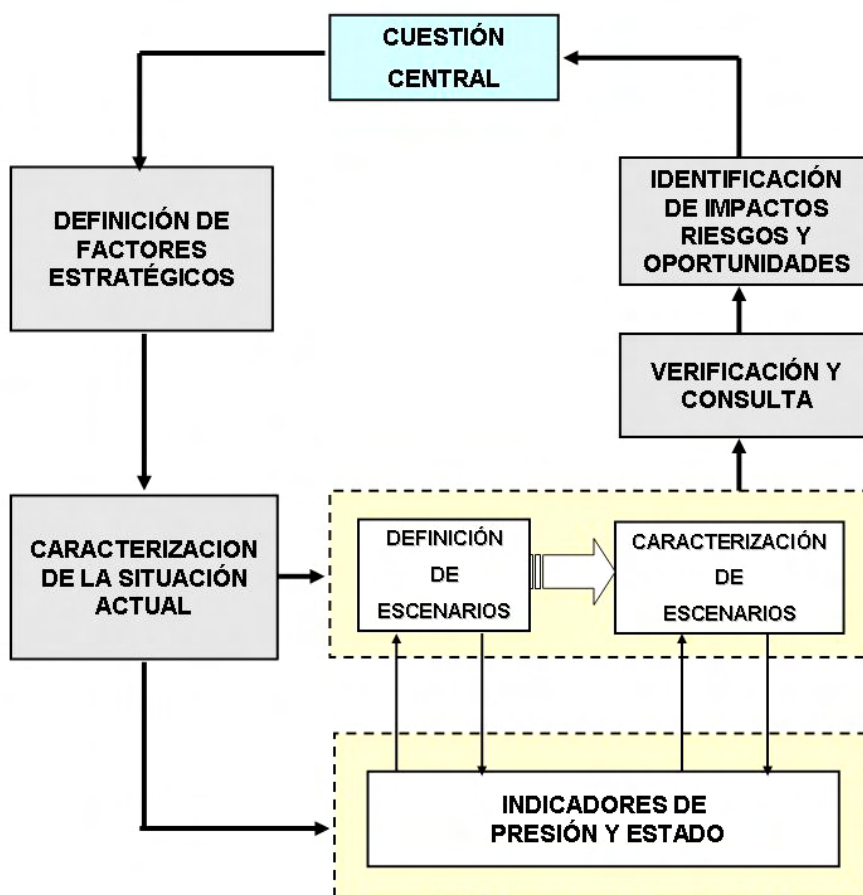 CUESTIÓN
CENTRAL
DEFINICIÓN DE
FACTORES
ESTRATÉGICOS
IDENTIFICACIÓN
DE IMPACTOS
RIESGOS Y
OPORTUNIDADES
VERIFICACIÓN Y
CONSULTA
CARACTERIZACION
DE LA SITUACIÓN
ACTUAL
DEFINICIÓN
DE
ESCENARIOS
CARACTERIZACIÓN
DE
ESCENARIOS
INDICADORES DE
PRESIÓN Y ESTADO